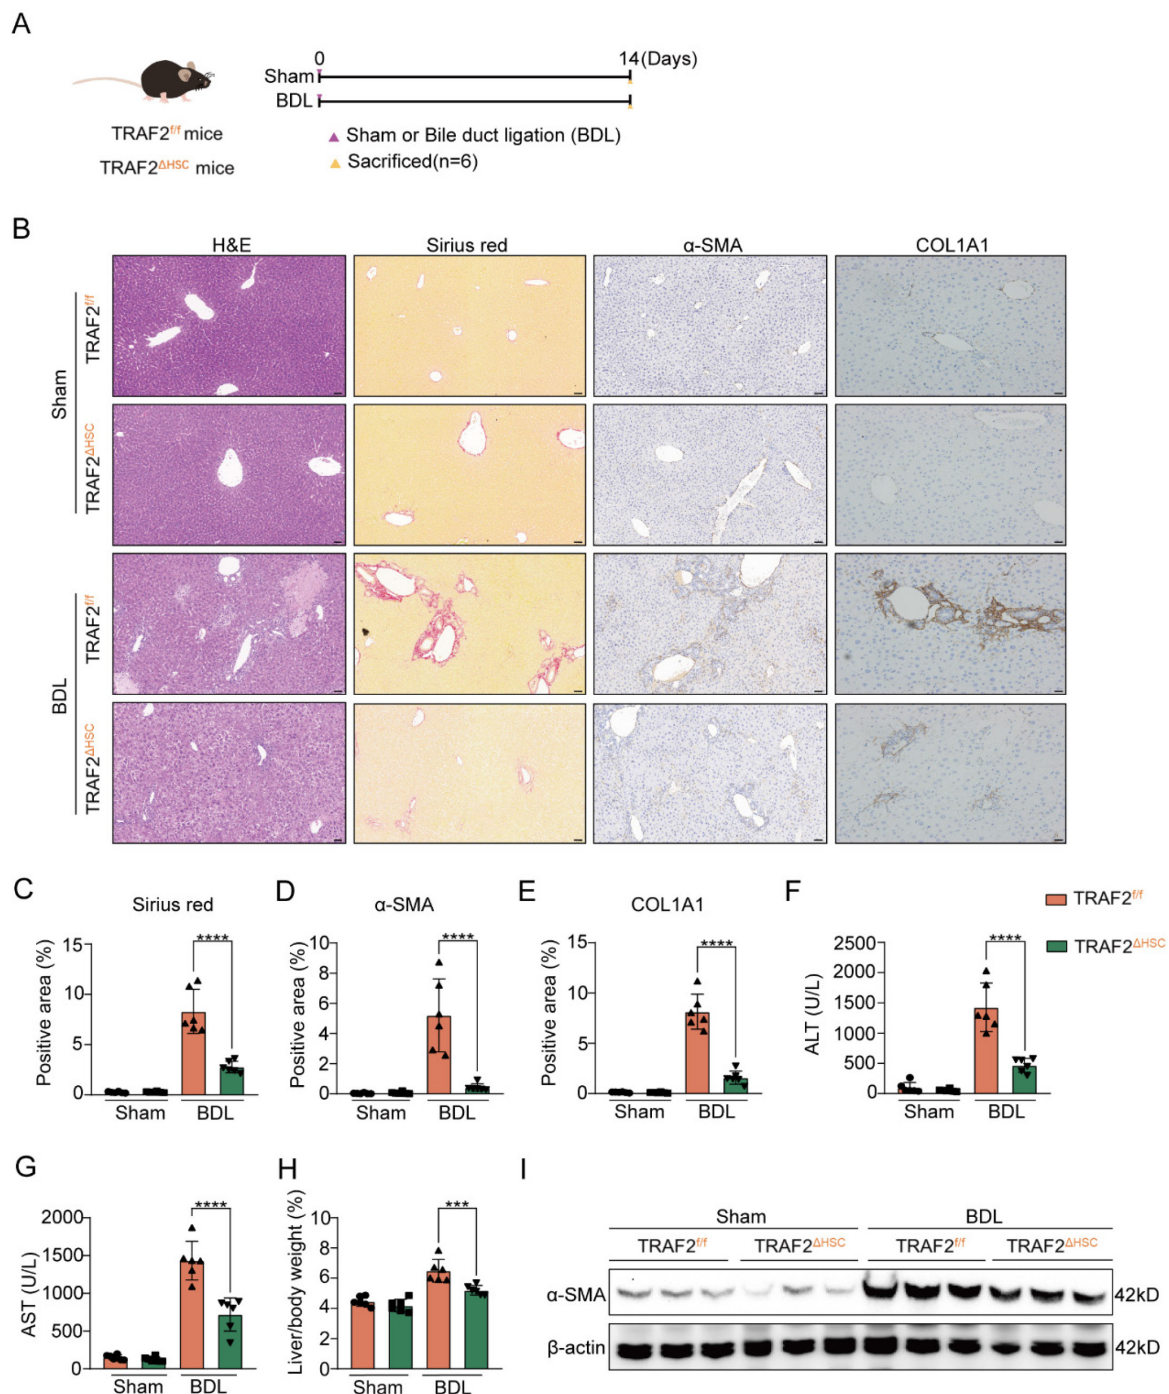 A
0 14(Days)
Sham
BDL
TRAF2f/f mice
TRAF2ΔHSC mice
Sham or Bile duct ligation (BDL)
Sacrificed(n=6)
B
H&E Sirius red α-SMA COL1A1
Sham
TRAF2f/f
TRAF2ΔHSC
BDL
TRAF2f/f
TRAF2ΔHSC
C
Sirius red
Positive area (%)
15
10
5
0
****
Sham BDL
D
α-SMA
Positive area (%)
10
8
6
4
2
0
****
Sham BDL
E
COL1A1
Positive area (%)
15
10
5
0
****
Sham BDL
F
ALT (U/L)
2500
2000
1500
1000
500
0
****
Sham BDL
TRAF2f/f
TRAF2ΔHSC
G
AST (U/L)
2000
1500
1000
500
0
****
Sham BDL
H
Liver/body weight (%)
10
8
6
4
2
0
***
Sham BDL
I
Sham BDL
TRAF2f/f TRAF2ΔHSC TRAF2f/f TRAF2ΔHSC
α-SMA 42kD
β-actin 42kD